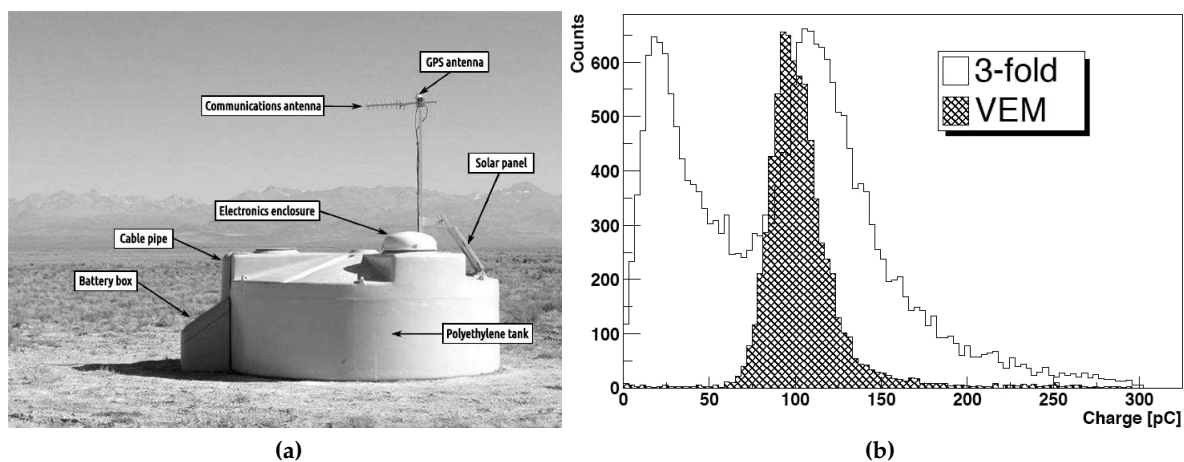 GPS antenna
Communications antenna
Solar panel
Electronics enclosure
Cable pipe
Battery box
Polyethylene tank
(a)
Counts
600
500
400
300
200
100
0
3-fold
VEM
0 50 100 150 200 250 300
Charge [pC]
(b)